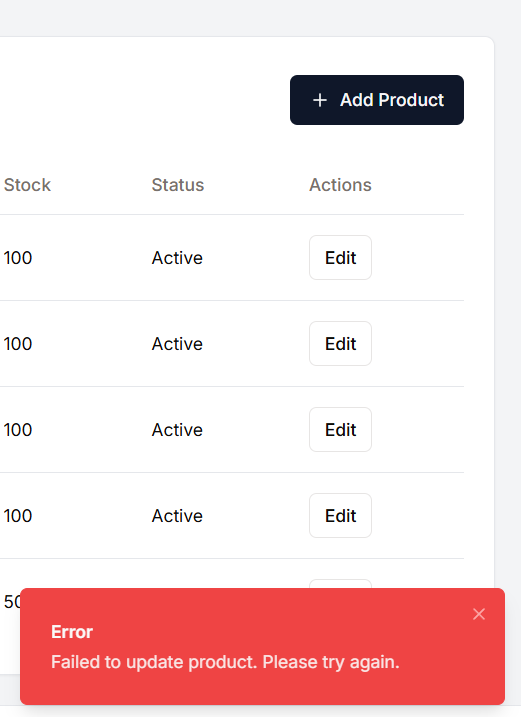 + Add Product
Stock Status Actions
100 Active Edit
100 Active Edit
100 Active Edit
100 Active Edit
Error
Failed to update product. Please try again.